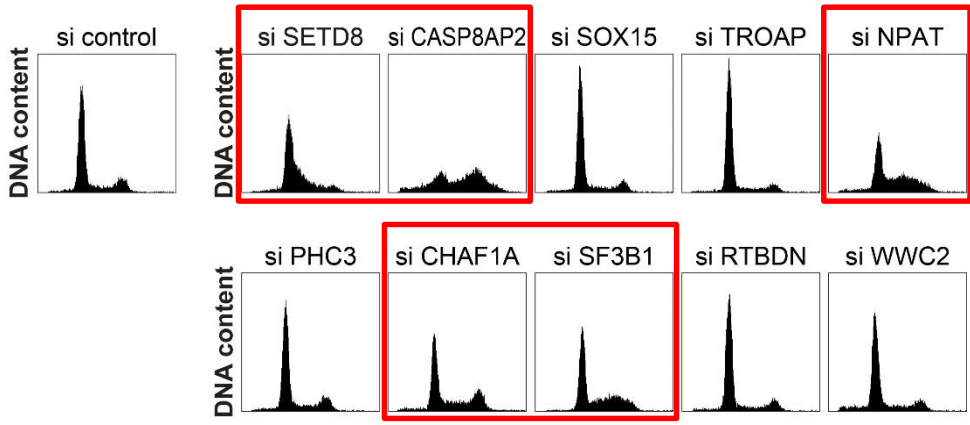 si control
si SETD8
si CASP8AP2
si SOX15
si TROAP
si NPAT
DNA content
DNA content
si PHC3
si CHAF1A
si SF3B1
si RTBDN
si WWC2
DNA content